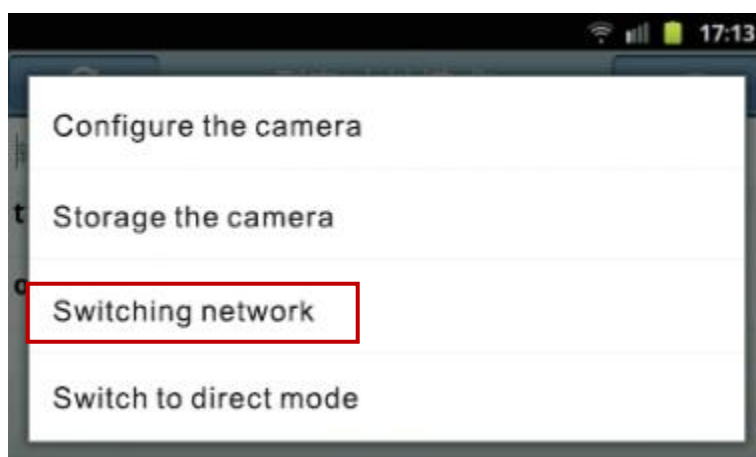 17:13
Configure the camera
t
Storage the camera
Switching network
Switch to direct mode